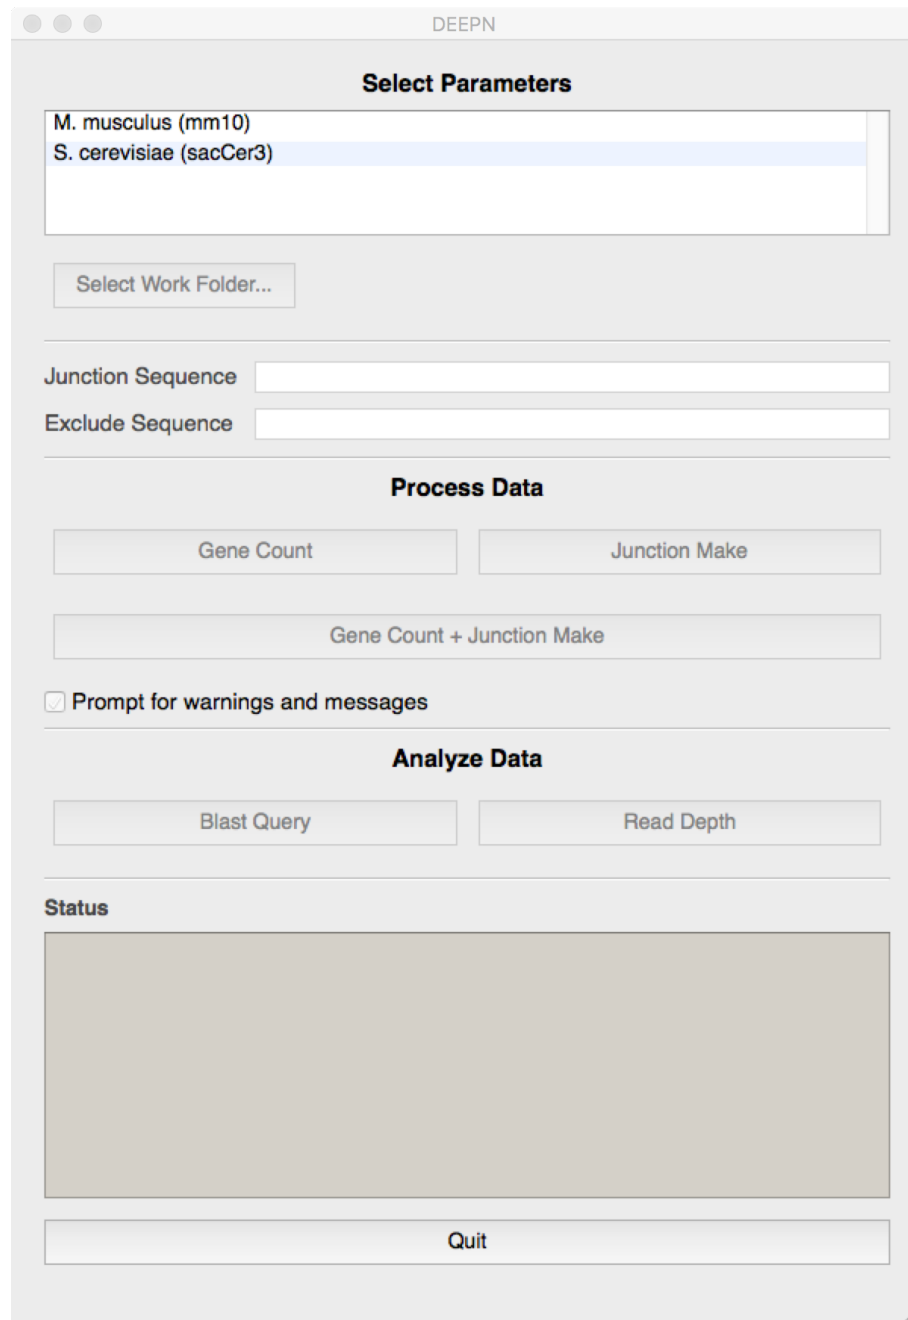 DEEPN
Select Parameters
M. musculus (mm10)
S. cerevisiae (sacCer3)
Select Work Folder...
Junction Sequence
Exclude Sequence
Process Data
Gene Count
Junction Make
Gene Count + Junction Make
Prompt for warnings and messages
Analyze Data
Blast Query
Read Depth
Status
Quit